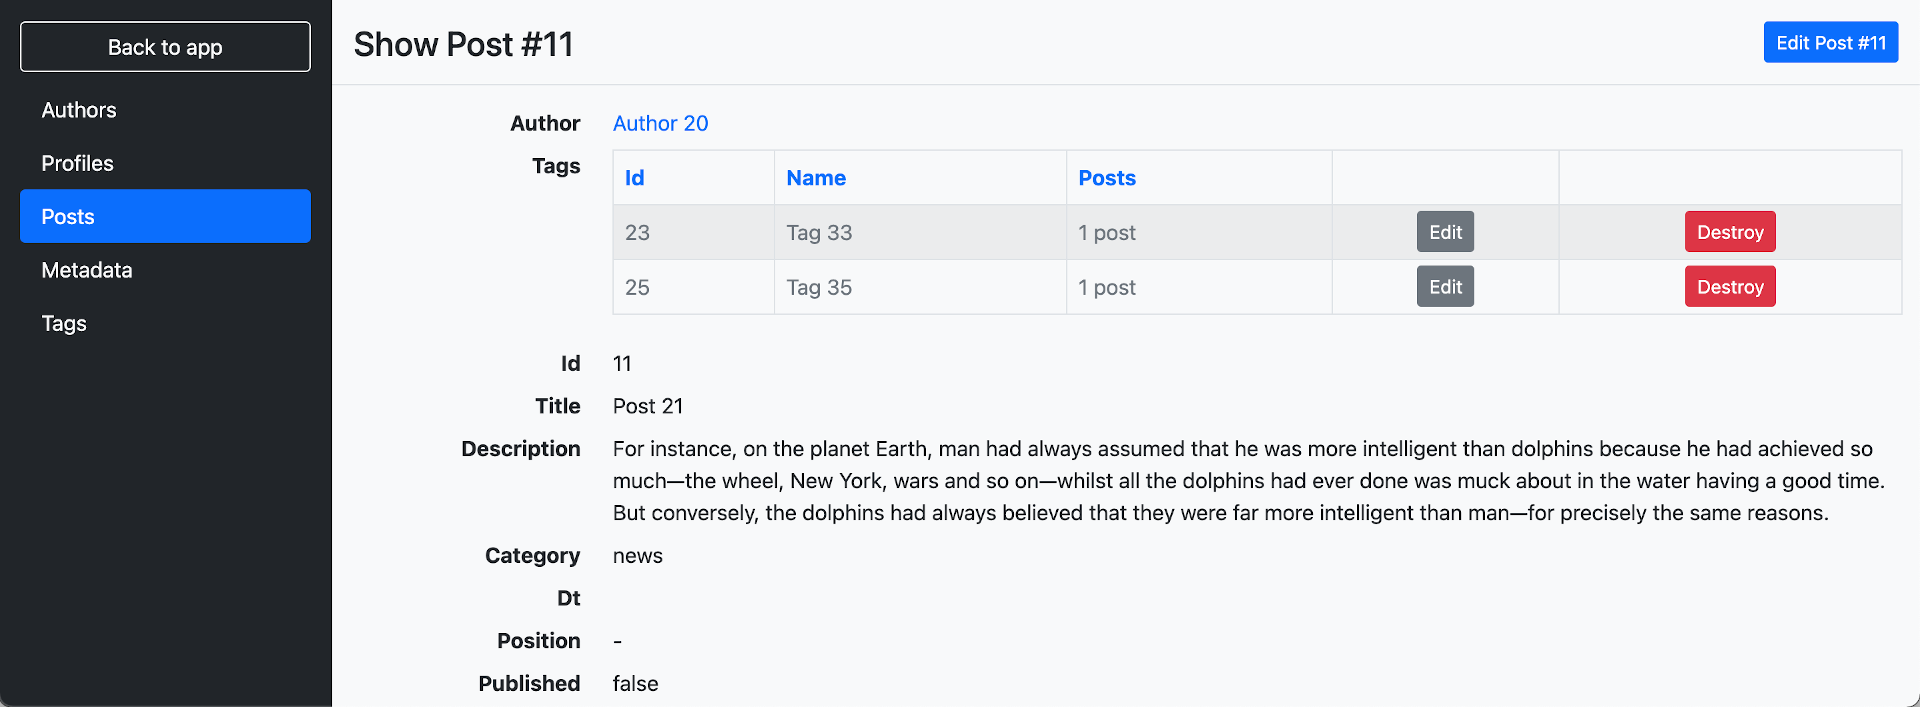 Back to app
Authors
Profiles
Posts
Metadata
Tags
Show Post #11
Edit Post #11
Author Author 20
Tags
Id Name Posts
23 Tag 33 1 post Edit Destroy
25 Tag 35 1 post Edit Destroy
Id 11
Title Post 21
Description For instance, on the planet Earth, man had always assumed that he was more intelligent than dolphins because he had achieved so
much—the wheel, New York, wars and so on—whilst all the dolphins had ever done was muck about in the water having a good time.
But conversely, the dolphins had always believed that they were far more intelligent than man—for precisely the same reasons.
Category news
Dt
Position -
Published false